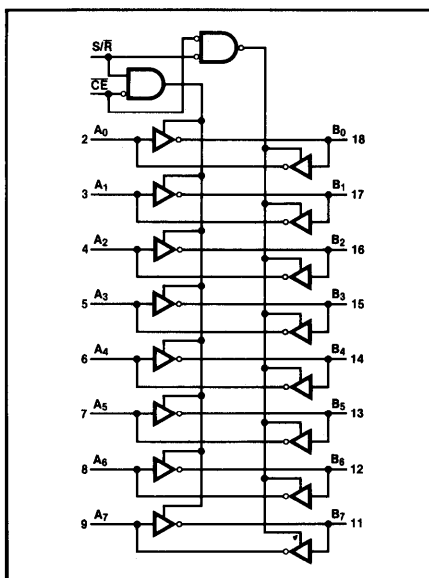 S/R̅
C̅E̅
2 A₀ B₀ 18
3 A₁ B₁ 17
4 A₂ B₂ 16
5 A₃ B₃ 15
6 A₄ B₄ 14
7 A₅ B₅ 13
8 A₆ B₆ 12
9 A₇ B₇ 11